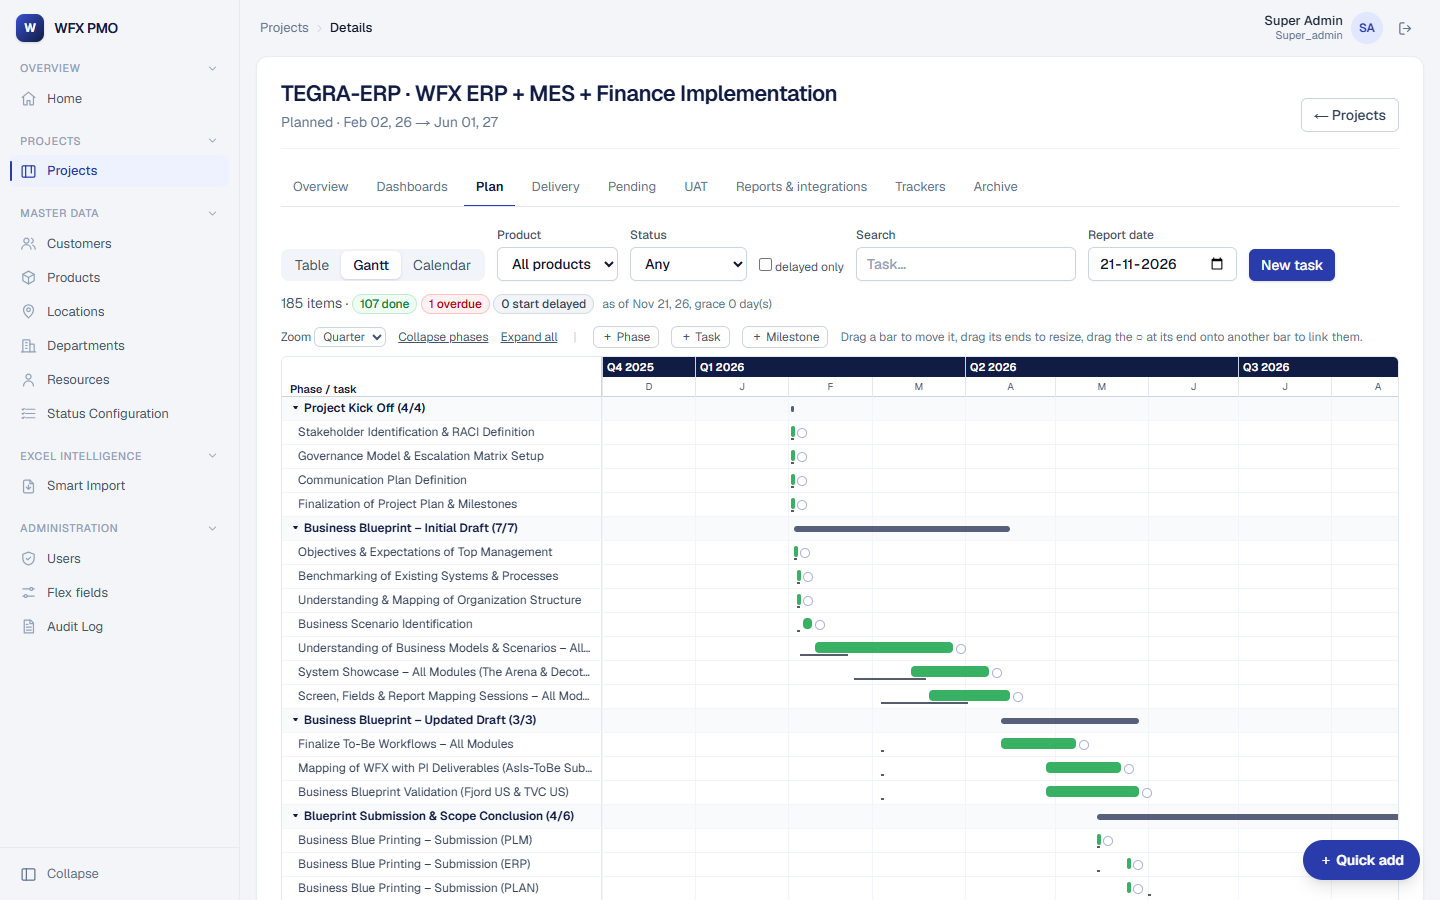 W WFX PMO
OVERVIEW
Home
PROJECTS
Projects
MASTER DATA
Customers
Products
Locations
Departments
Resources
Status Configuration
EXCEL INTELLIGENCE
Smart Import
ADMINISTRATION
Users
Flex fields
Audit Log
Collapse
Projects › Details
Super Admin
Super_admin
SA
TEGRA-ERP · WFX ERP + MES + Finance Implementation
Planned · Feb 02, 26 → Jun 01, 27
← Projects
Overview Dashboards Plan Delivery Pending UAT Reports & integrations Trackers Archive
Product Status Search Report date
Table Gantt Calendar All products Any delayed only Task... 21-11-2026 New task
185 items · 107 done 1 overdue 0 start delayed as of Nov 21, 26, grace 0 day(s)
Zoom Quarter Collapse phases Expand all | + Phase + Task + Milestone Drag a bar to move it, drag its ends to resize, drag the ○ at its end onto another bar to link them.
Q4 2025 Q1 2026 Q2 2026 Q3 2026
Phase / task D J F M A M J J A
Project Kick Off (4/4)
Stakeholder Identification & RACI Definition
Governance Model & Escalation Matrix Setup
Communication Plan Definition
Finalization of Project Plan & Milestones
Business Blueprint – Initial Draft (7/7)
Objectives & Expectations of Top Management
Benchmarking of Existing Systems & Processes
Understanding & Mapping of Organization Structure
Business Scenario Identification
Understanding of Business Models & Scenarios – All...
System Showcase – All Modules (The Arena & Decot...
Screen, Fields & Report Mapping Sessions – All Mod...
Business Blueprint – Updated Draft (3/3)
Finalize To-Be Workflows – All Modules
Mapping of WFX with PI Deliverables (AsIs-ToBe Sub...
Business Blueprint Validation (Fjord US & TVC US)
Blueprint Submission & Scope Conclusion (4/6)
Business Blue Printing – Submission (PLM)
Business Blue Printing – Submission (ERP)
Business Blue Printing – Submission (PLAN)
+ Quick add